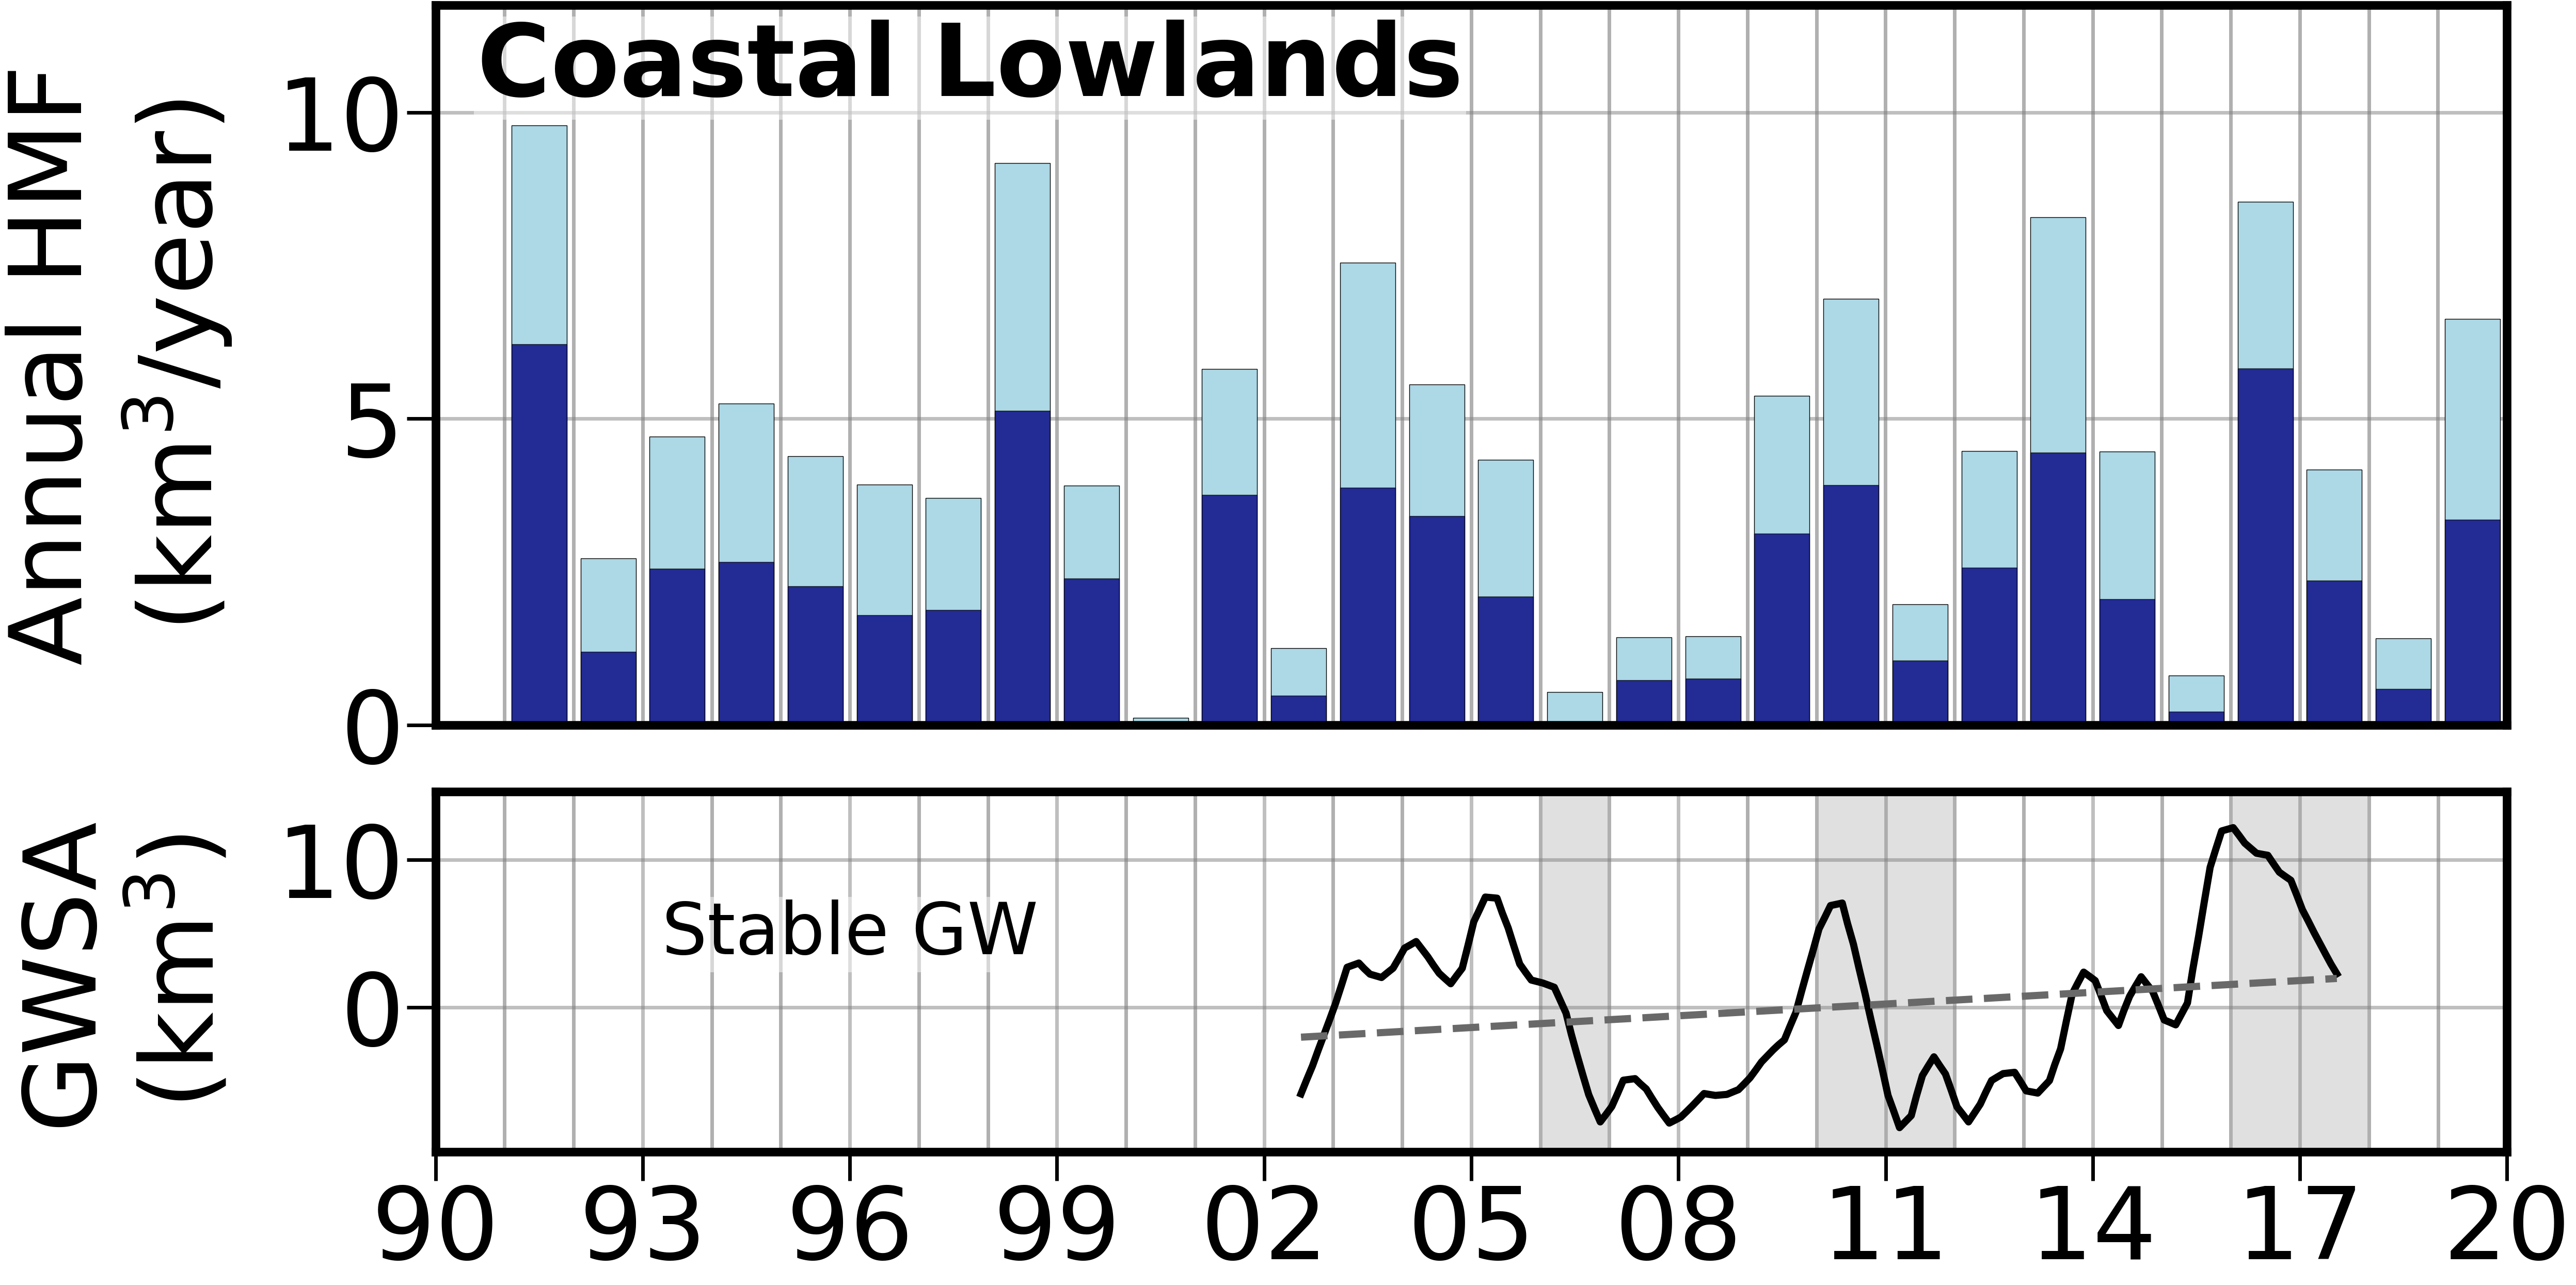 Coastal Lowlands
Annual HMF
(km³/year)
10
5
0
GWSA
(km³)
10
0
Stable GW
90 93 96 99 02 05 08 11 14 17 20